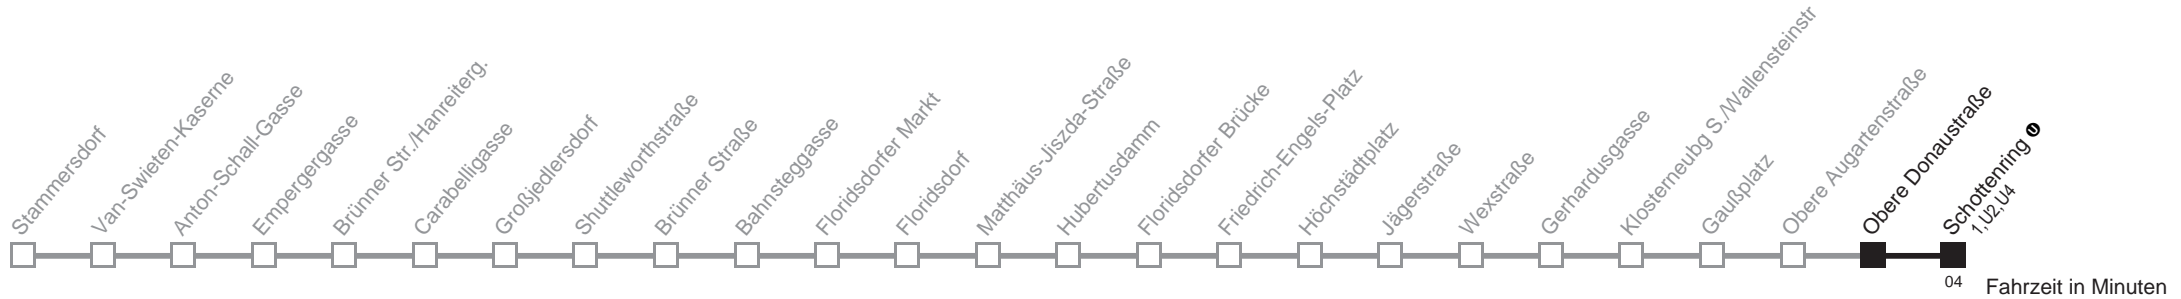 Stammersdorf
Van-Swieten-Kaserne
Anton-Schall-Gasse
Empergergasse
Brünner Str./Hanreiterg.
Carabelligasse
Großjedlersdorf
Shuttleworthstraße
Brünner Straße
Bahnsteggasse
Floridsdorfer Markt
Floridsdorf
Matthäus-Jiszda-Straße
Hubertusdamm
Floridsdorfer Brücke
Friedrich-Engels-Platz
Höchstädtplatz
Jägerstraße
Wexstraße
Gerhardusgasse
Klosterneubg S./Wallensteinstr
Gaußplatz
Obere Augartenstraße
Obere Donaustraße
Schottenring U
1,U2,U4
04
Fahrzeit in Minuten